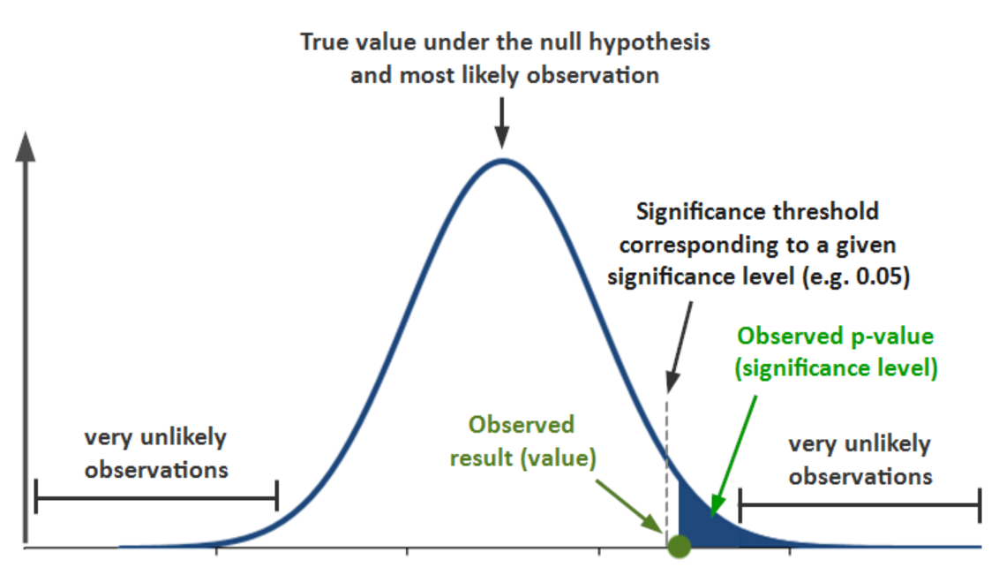 True value under the null hypothesis
and most likely observation
Significance threshold
corresponding to a given
significance level (e.g. 0.05)
Observed p-value
(significance level)
Observed
result (value)
very unlikely
observations
very unlikely
observations